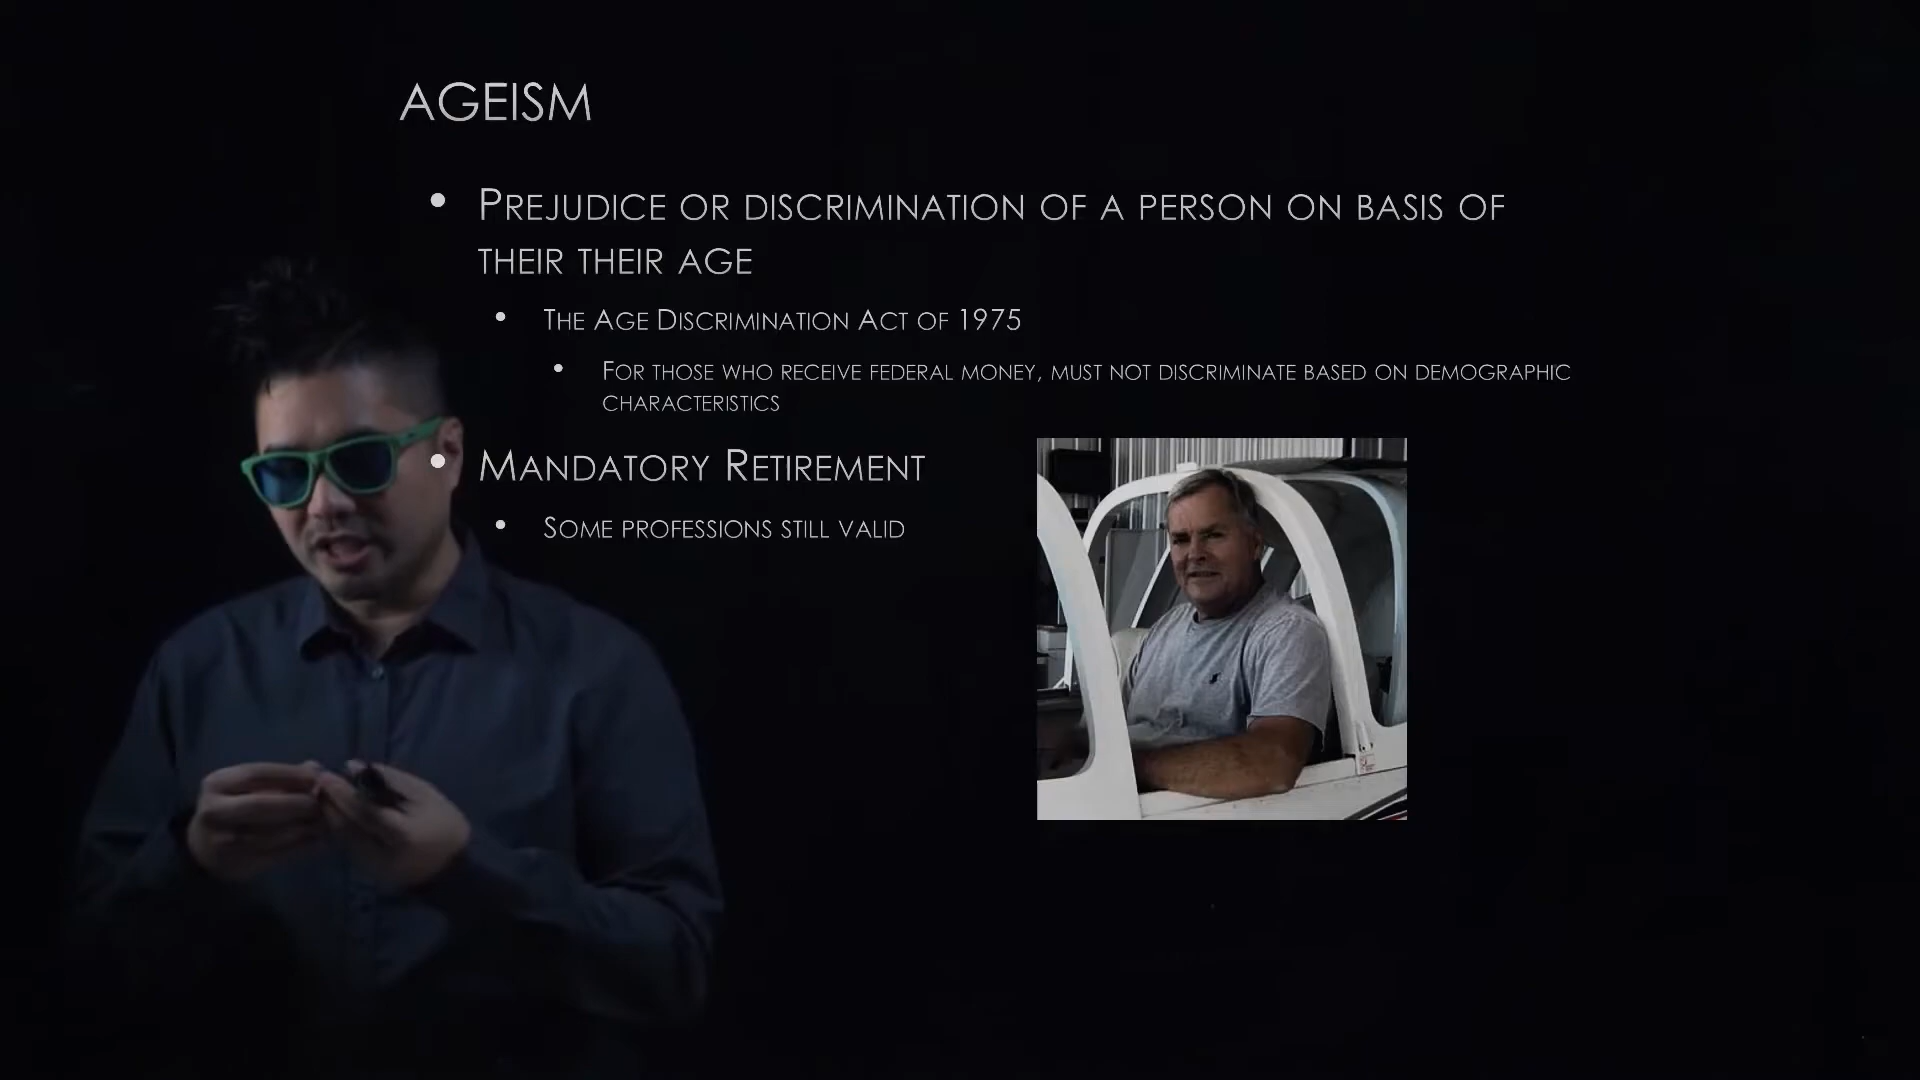 AGEISM
• PREJUDICE OR DISCRIMINATION OF A PERSON ON BASIS OF
THEIR THEIR AGE
• THE AGE DISCRIMINATION ACT OF 1975
• FOR THOSE WHO RECEIVE FEDERAL MONEY, MUST NOT DISCRIMINATE BASED ON DEMOGRAPHIC
CHARACTERISTICS
• MANDATORY RETIREMENT
• SOME PROFESSIONS STILL VALID